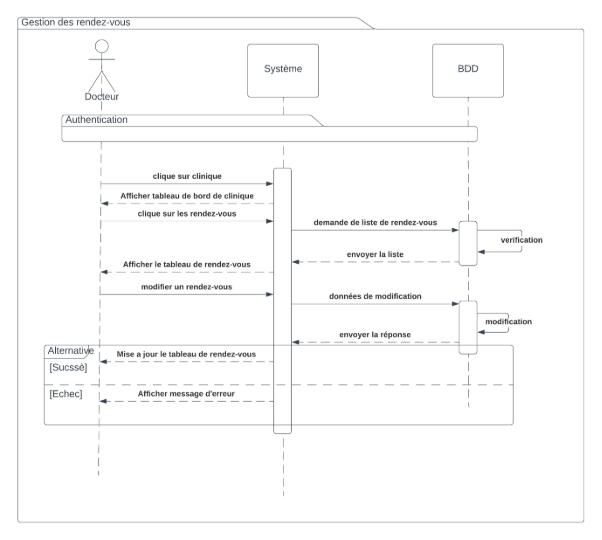 Gestion des rendez-vous
Système
BDD
Docteur
Authentication
clique sur clinique
Afficher tableau de bord de clinique
clique sur les rendez-vous
demande de liste de rendez-vous
verification
envoyer la liste
Afficher le tableau de rendez-vous
modifier un rendez-vous
données de modification
modification
envoyer la réponse
Alternative
Mise a jour le tableau de rendez-vous
[Sucssé]
[Echec]
Afficher message d'erreur